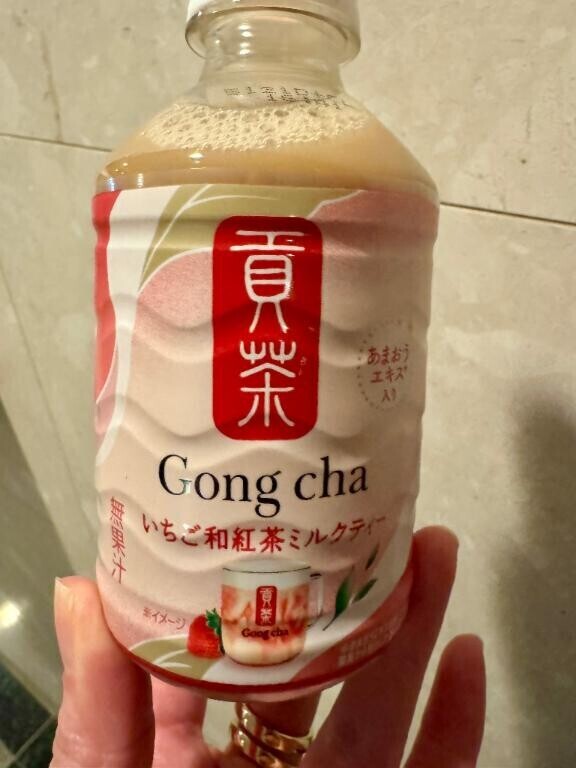 貢茶
あまおう
エキス*
入り
Gong cha
いちご和紅茶ミルクティー
無果汁
※イメージ
貢茶
Gong cha